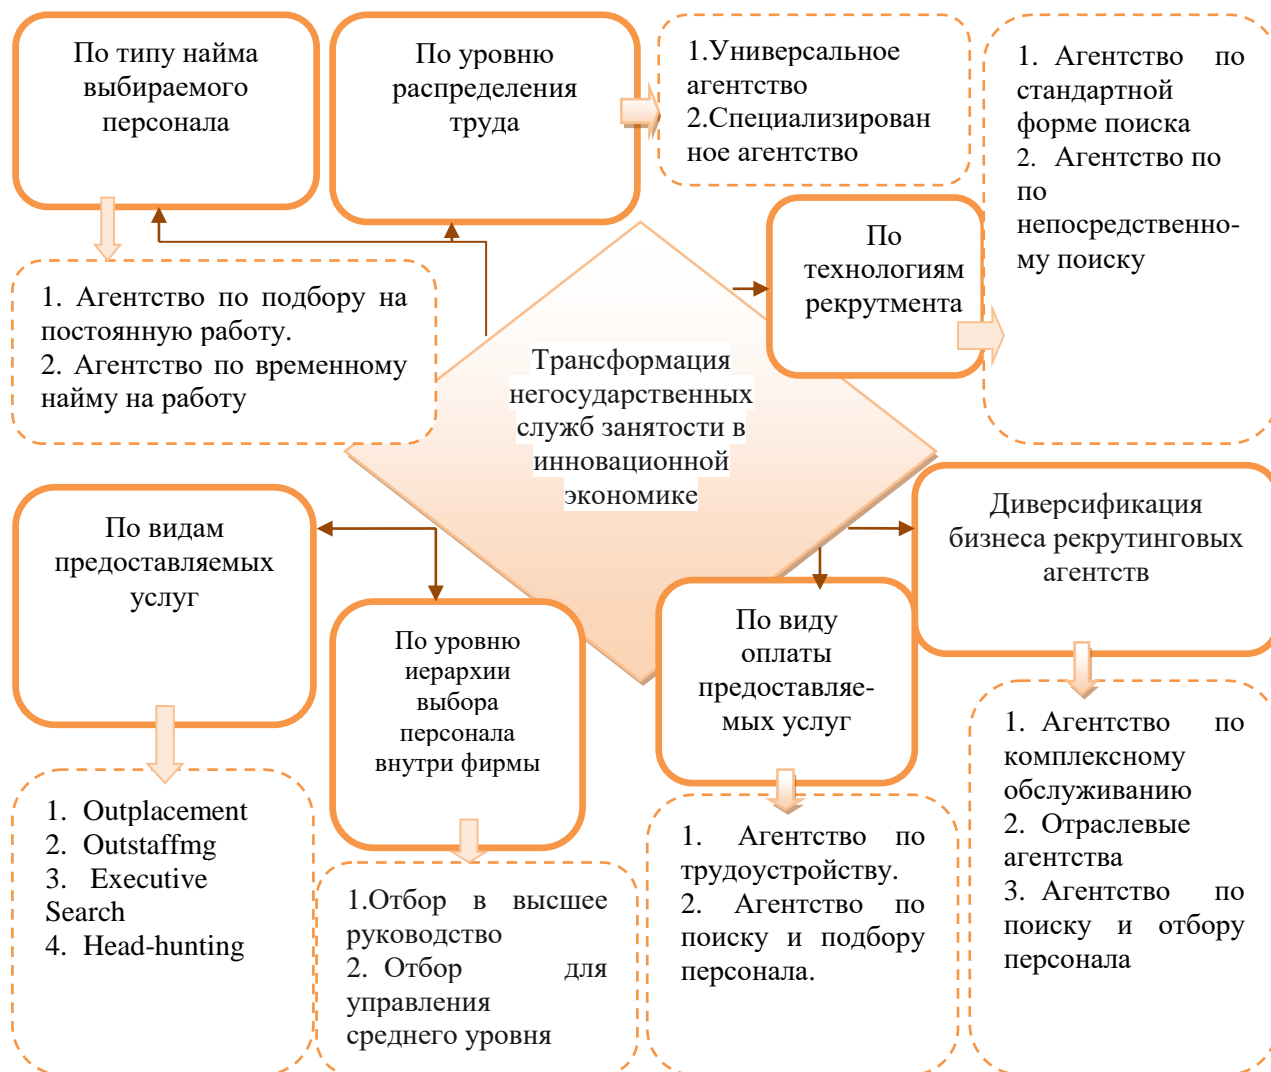 По типу найма
выбираемого
персонала
По уровню
распределения
труда
1.Универсальное
агентство
2.Специализирован
ное агентство
1. Агентство по
стандартной
форме поиска
2. Агентство по
по
непосредственно-
му поиску
По
технологиям
рекрутмента
1. Агентство по подбору на
постоянную работу.
2. Агентство по временному
найму на работу
Трансформация
негосударственных
служб занятости в
инновационной
экономике
По видам
предоставляемых
услуг
По уровню
иерархии
выбора
персонала
внутри фирмы
По виду
оплаты
предоставляе-
мых услуг
Диверсификация
бизнеса рекрутинговых
агентств
1. Outplacement
2. Outstaffmg
3. Executive
Search
4. Head-hunting
1.Отбор в высшее
руководство
2. Отбор для
управления
среднего уровня
1. Агентство по
трудоустройству.
2. Агентство по
поиску и подбору
персонала.
1. Агентство по
комплексному
обслуживанию
2. Отраслевые
агентства
3. Агентство по
поиску и отбору
персонала